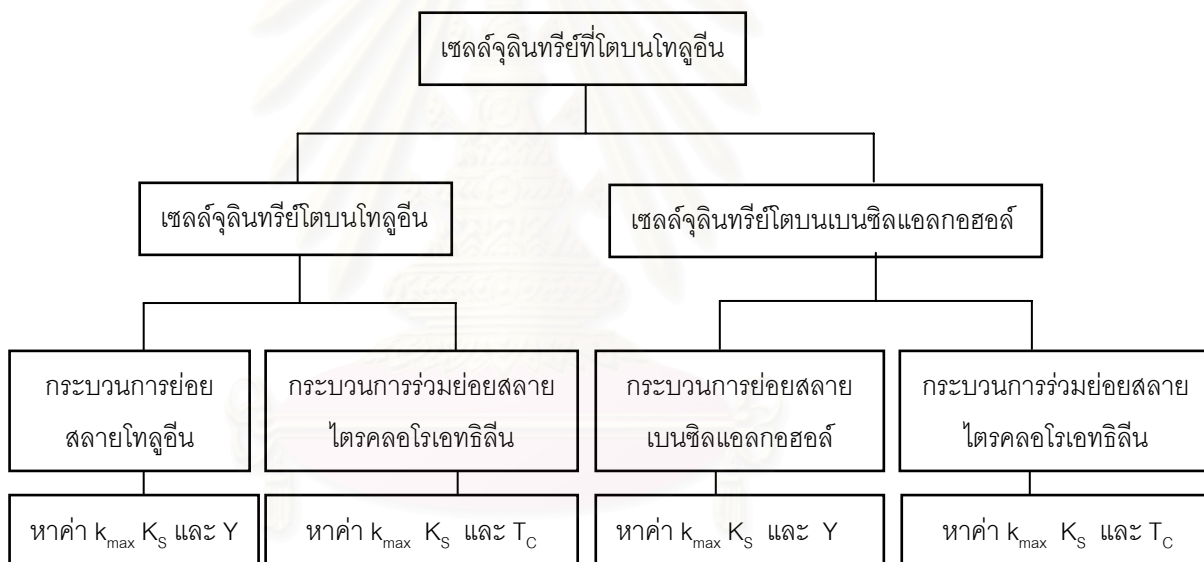 เซลล์จุลินทรีย์ที่โตบนโทลูอีน
เซลล์จุลินทรีย์โตบนโทลูอีน
เซลล์จุลินทรีย์โตบนเบนซิลแอลกอฮอล์
กระบวนการย่อย
สลายโทลูอีน
กระบวนการร่วมย่อยสลาย
ไตรคลอโรเอทธิลีน
กระบวนการย่อยสลาย
เบนซิลแอลกอฮอล์
กระบวนการร่วมย่อยสลาย
ไตรคลอโรเอทธิลีน
หาค่า kmax KS และ Y
หาค่า kmax KS และ TC
หาค่า kmax KS และ Y
หาค่า kmax KS และ TC